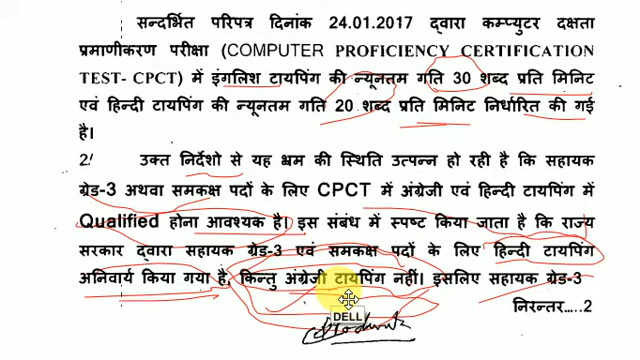 सन्दर्भित परिपत्र दिनांक 24.01.2017 द्वारा कम्प्युटर दक्षता
प्रमाणीकरण परीक्षा (COMPUTER PROFICIENCY CERTIFICATION
TEST- CPCT) में इंगलिश टायपिंग की न्यूनतम गति 30 शब्द प्रति मिनिट
एवं हिन्दी टायपिंग की न्यूनतम गति 20 शब्द प्रति मिनिट निर्धारित की गई
है।
2/ उक्त निर्देशो से यह भ्रम की स्थिति उत्पन्न हो रही है कि सहायक
ग्रेड-3 अथवा समकक्ष पदों के लिए CPCT में अंग्रेजी एवं हिन्दी टायपिंग में
Qualified होना आवश्यक है। इस संबंध में स्पष्ट किया जाता है कि राज्य
सरकार द्वारा सहायक ग्रेड-3 एवं समकक्ष पदों के लिए हिन्दी टायपिंग
अनिवार्य किया गया है, किन्तु अंग्रेजी टायपिंग नहीं। इसलिए सहायक ग्रेड-3
निरन्तर.....2
DELL